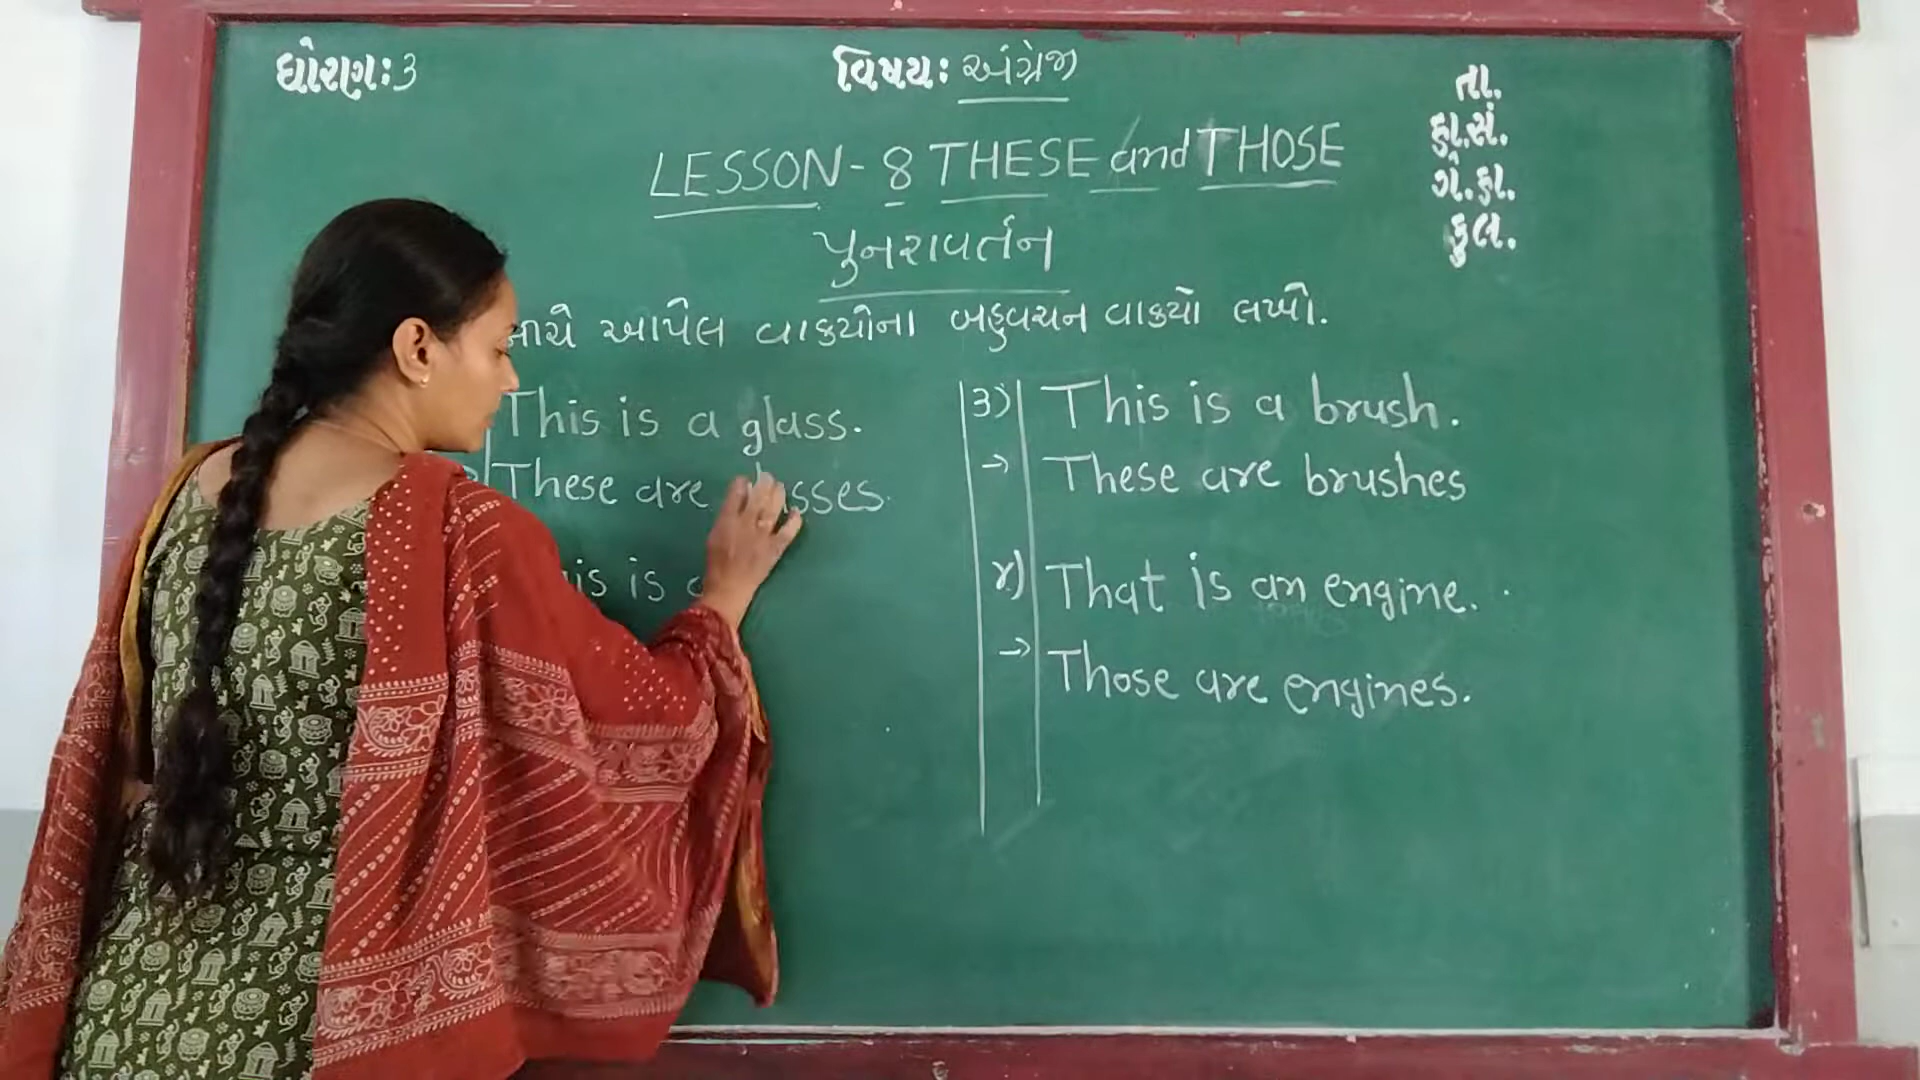 ધોરણ: ૩
વિષય: અંગ્રેજી
તા.
હા.સં.
ગે.હા.
કુલ.
LESSON - 8 THESE and THOSE
પુનરાવર્તન
આપેલ વાક્યોના બહુવચન વાક્યો લખો.
This is a glass.
These are
is a
૩) This is a brush.
→ These are brushes
૪) That is an engine.
→ Those are engines.